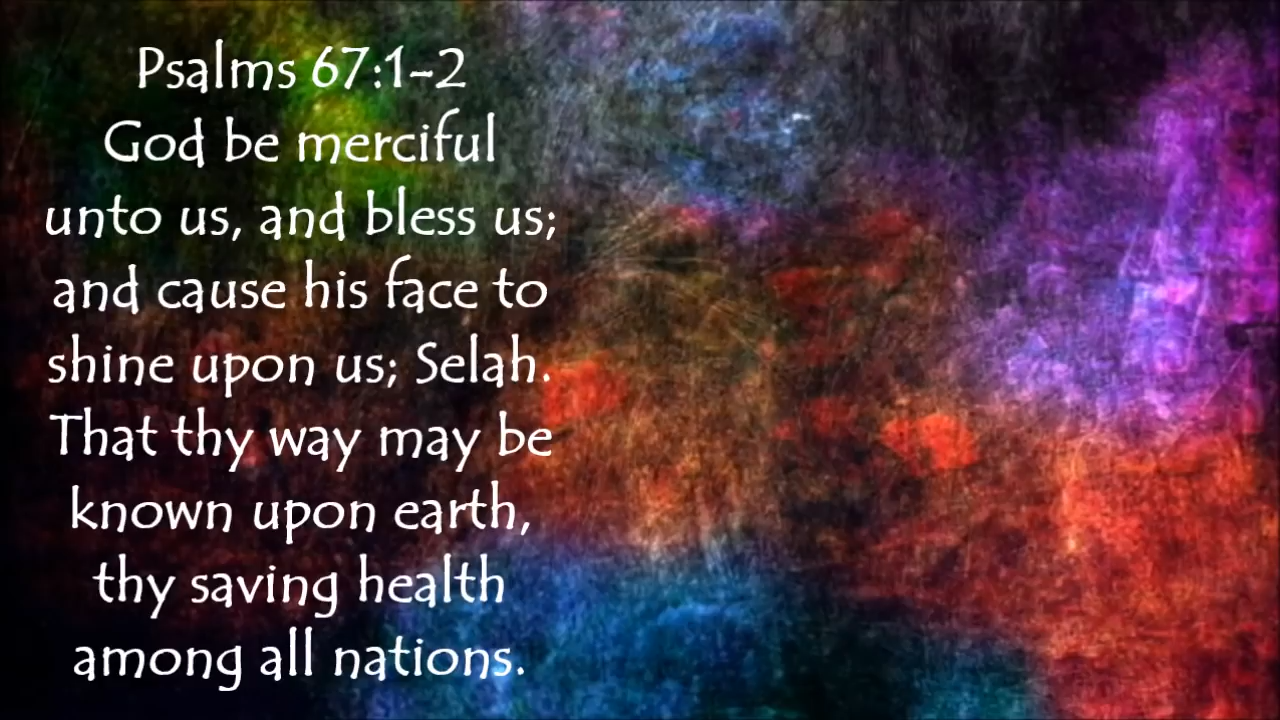 Psalms 67:1-2
God be merciful
unto us, and bless us;
and cause his face to
shine upon us; Selah.
That thy way may be
known upon earth,
thy saving health
among all nations.